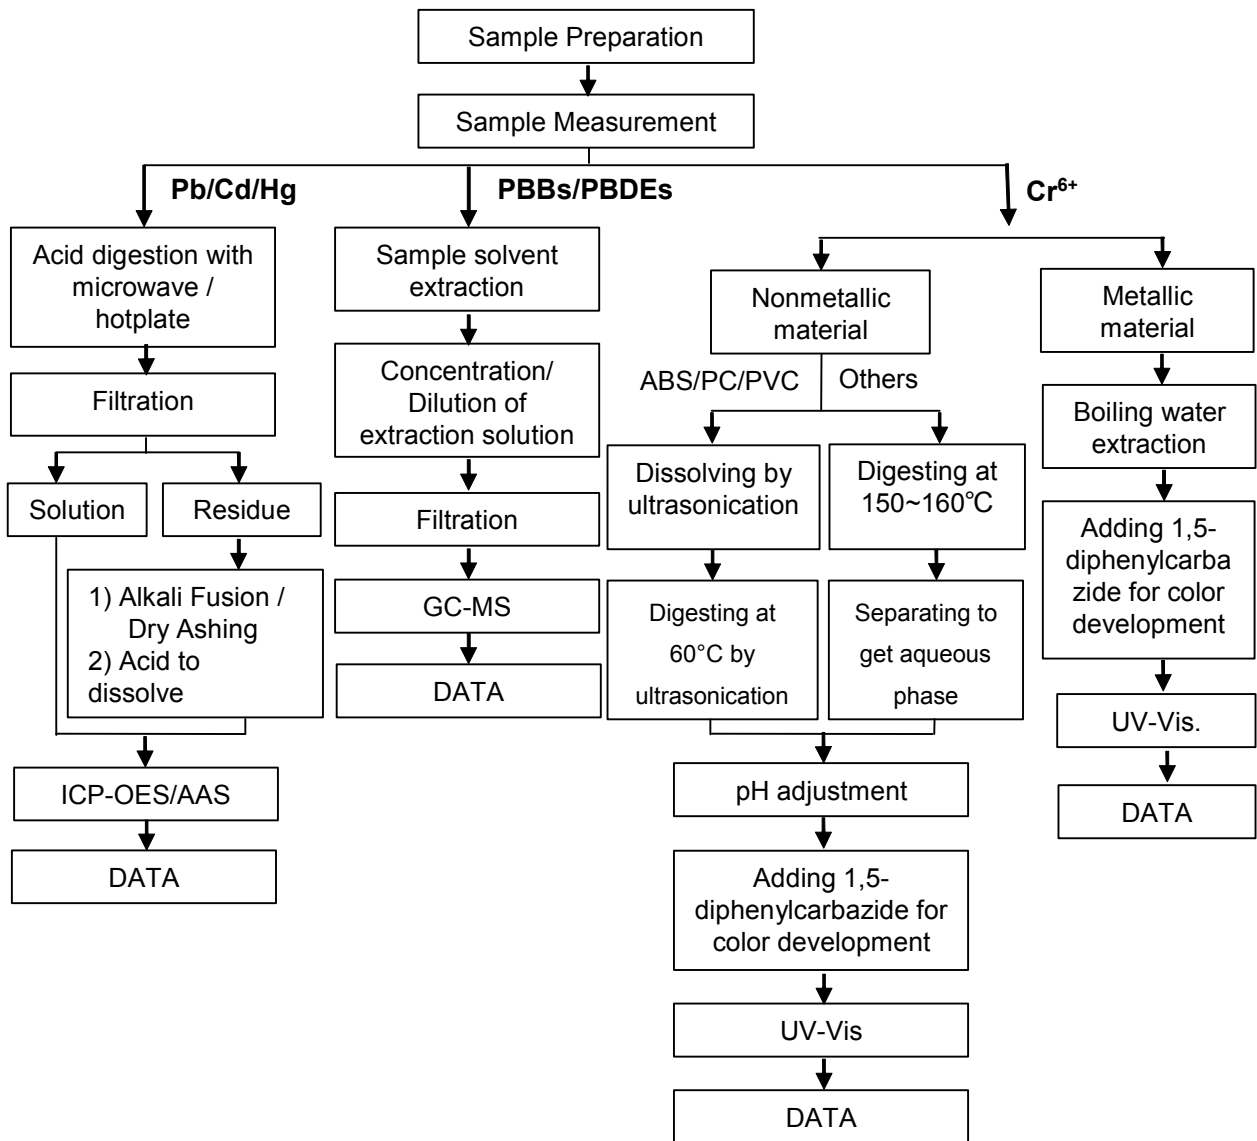 Sample Preparation
Sample Measurement
Pb/Cd/Hg
PBBs/PBDEs
Cr⁶⁺
Acid digestion with
microwave /
hotplate
Filtration
Solution
Residue
1) Alkali Fusion /
Dry Ashing
2) Acid to
dissolve
ICP-OES/AAS
DATA
Sample solvent
extraction
Concentration/
Dilution of
extraction solution
Filtration
GC-MS
DATA
Nonmetallic
material
ABS/PC/PVC
Others
Dissolving by
ultrasonication
Digesting at
60°C by
ultrasonication
Digesting at
150~160℃
Separating to
get aqueous
phase
pH adjustment
Adding 1,5-
diphenylcarbazide for
color development
UV-Vis
DATA
Metallic
material
Boiling water
extraction
Adding 1,5-
diphenylcarba
zide for color
development
UV-Vis.
DATA